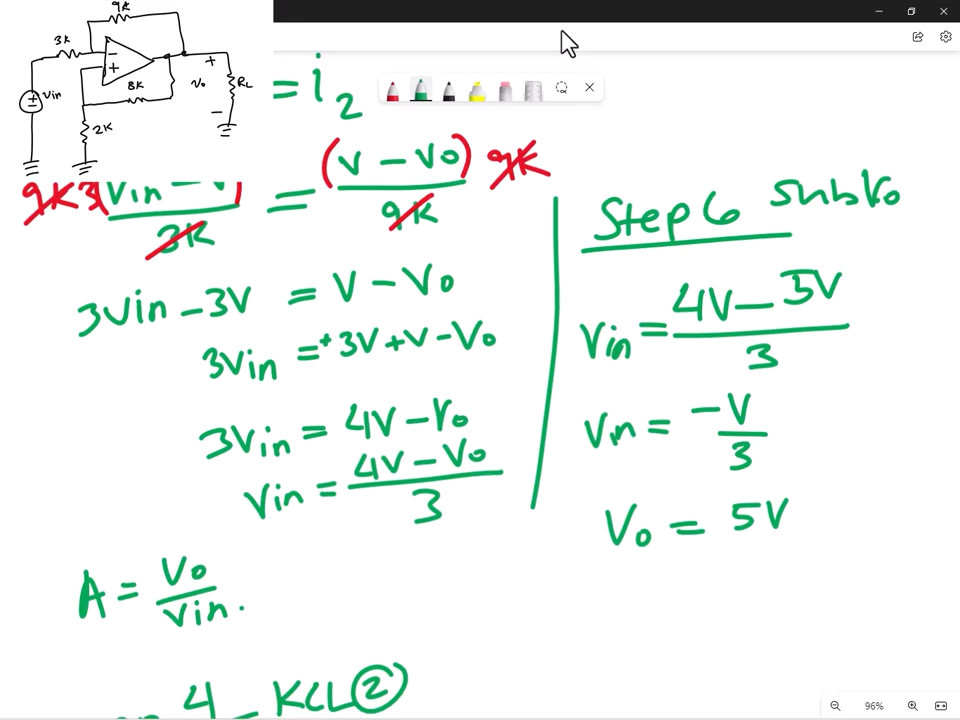 9K
3K
-
+
+
8K
Vin
Vo
RL
-
2K
= i2
9K 3(Vin - V) = (V - Vo) 9K
3K
9K
3Vin - 3V = V - Vo
3Vin = +3V + V - Vo
3Vin = 4V - Vo
Vin = 4V - Vo
3
Step 6 Sub Vo
Vin = 4V - 5V
3
Vin = -V
3
Vo = 5V
A = Vo
Vin.
4 KCL ②
96%